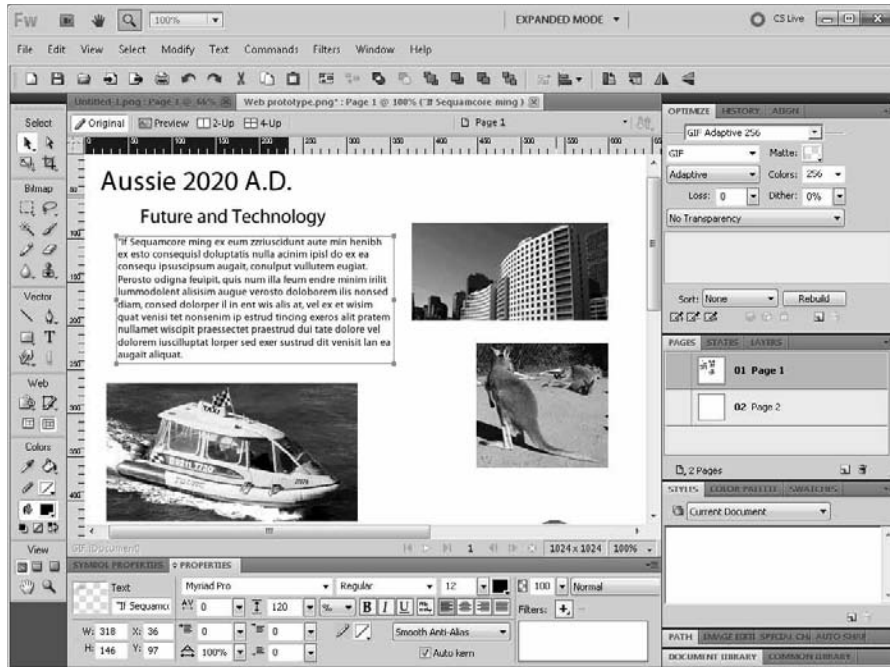 Fw 100% EXPANDED MODE CS Live
File Edit View Select Modify Text Commands Filters Window Help
Untitled-1.png : Page 1 @ 66% Web prototype.png* : Page 1 @ 100% ("If Sequamcore ming )
Select Original Preview 2-Up 4-Up Page 1
Bitmap
Vector
Web
Colors
View
Aussie 2020 A.D.
Future and Technology
"If Sequamcore ming ex eum zzriuscidunt aute min henibh
ex esto consequisl doluptatis nulla acinim ipisl do ex ea
consequ ipsuscipsum augait, conulput vullutem eugiat.
Perosto odigna feuipit, quis num illa feum endre minim irilit
lummodolent alisisim augue verosto doloborem ilis nonsed
diam, consed dolorper il in ent wis alis at, vel ex et wisim
quat venisi tet nonsenim ip estrud tincing exeros alit pratem
nullamet wiscipit praessectet praestrud dui tate dolore vel
dolorem iuscilluptat lorper sed exer sustrud dit venisit lan ea
augait aliquat.
TAXI
GIF (Document) 1 1024 x 1024 100%
SYMBOL PROPERTIES PROPERTIES
Text Myriad Pro Regular 12 100 Normal
"If Sequamco 0 120 % B I U Filters:
W: 318 X: 36 0 0 Smooth Anti-Alias
H: 146 Y: 97 100% 0 Auto kern
OPTIMIZE HISTORY ALIGN
GIF Adaptive 256
GIF Matte:
Adaptive Colors: 256
Loss: 0 Dither: 0%
No Transparency
Sort: None Rebuild
PAGES STATES LAYERS
01 Page 1
02 Page 2
2 Pages
STYLES COLOR PALETTE SWATCHES
Current Document
PATH IMAGE EDITI SPECIAL CH AUTO SHAP
DOCUMENT LIBRARY COMMON LIBRARY